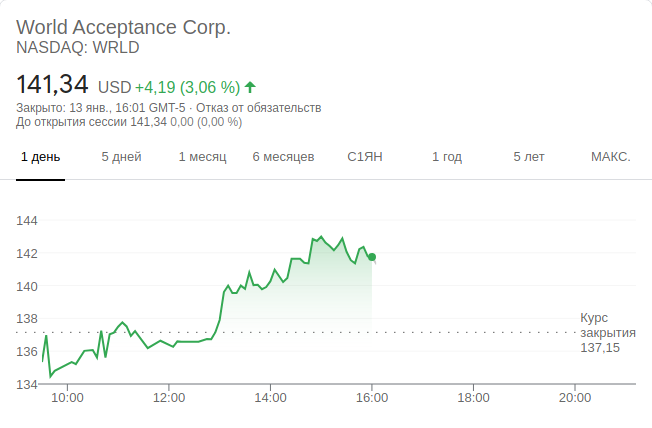 World Acceptance Corp.
NASDAQ: WRLD
141,34 USD +4,19 (3,06 %)
Закрыто: 13 янв., 16:01 GMT-5 · Отказ от обязательств
До открытия сессии 141,34 0,00 (0,00 %)
1 день 5 дней 1 месяц 6 месяцев С1ЯН 1 год 5 лет МАКС.
144
142
140
138
136
134
Курс
закрытия
137,15
10:00 12:00 14:00 16:00 18:00 20:00